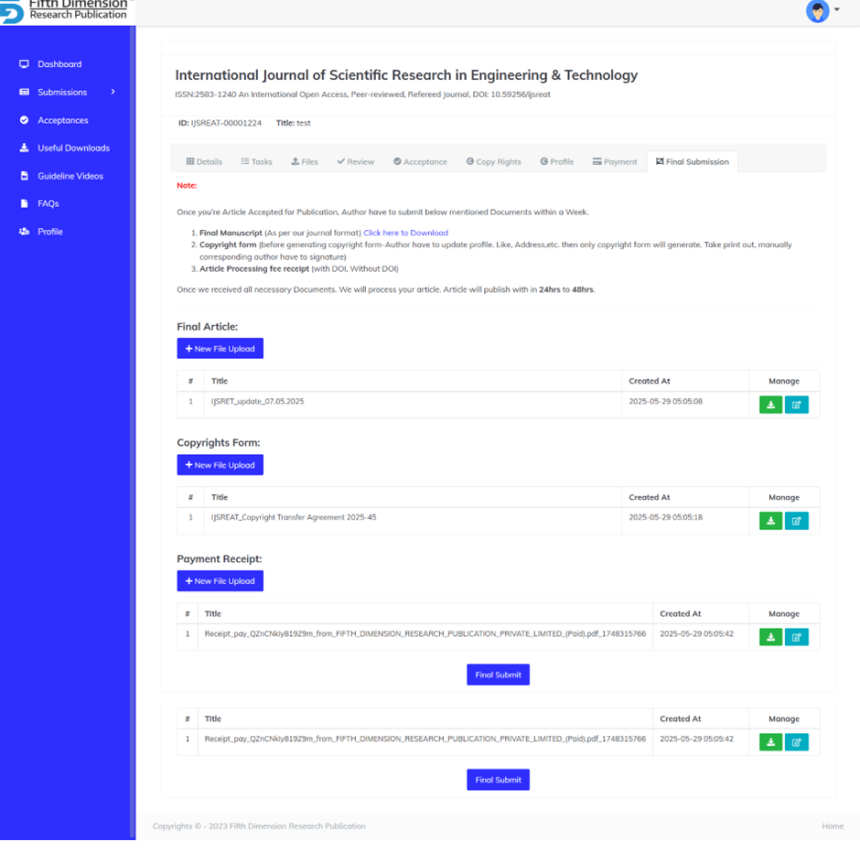 Fifth Dimension
Research Publication
Dashboard
Submissions
Acceptances
Useful Downloads
Guideline Videos
FAQs
Profile
International Journal of Scientific Research in Engineering & Technology
ISSN:2583-1240 An International Open Access, Peer-reviewed, Refereed Journal, DOI: 10.59256/ijsreat
ID: IJSREAT-00001224 Title: test
Details Tasks Files Review Acceptance Copy Rights Profile Payment Final Submission
Note:
Once you're Article Accepted for Publication, Author have to submit below mentioned Documents within a Week.
1. Final Manuscript (As per our journal format) Click here to Download
2. Copyright form (before generating copyright form-Author have to update profile. Like, Address,etc. then only copyright form will generate. Take print out, manually
corresponding author have to signature)
3. Article Processing fee receipt (with DOI, Without DOI)
Once we received all necessary Documents. We will process your article. Article will publish with in 24hrs to 48hrs.
Final Article:
+ New File Upload
# Title Created At Manage
1 IJSRET_update_07.05.2025 2025-05-29 05:05:08
Copyrights Form:
+ New File Upload
# Title Created At Manage
1 IJSREAT_Copyright Transfer Agreement 2025-45 2025-05-29 05:05:18
Payment Receipt:
+ New File Upload
# Title Created At Manage
1 Receipt_pay_QZnCNkIy819Z9m_from_FIFTH_DIMENSION_RESEARCH_PUBLICATION_PRIVATE_LIMITED_(Paid).pdf_1748315766 2025-05-29 05:05:42
Final Submit
# Title Created At Manage
1 Receipt_pay_QZnCNkIy819Z9m_from_FIFTH_DIMENSION_RESEARCH_PUBLICATION_PRIVATE_LIMITED_(Paid).pdf_1748315766 2025-05-29 05:05:42
Final Submit
Copyrights © - 2023 Fifth Dimension Research Publication Home